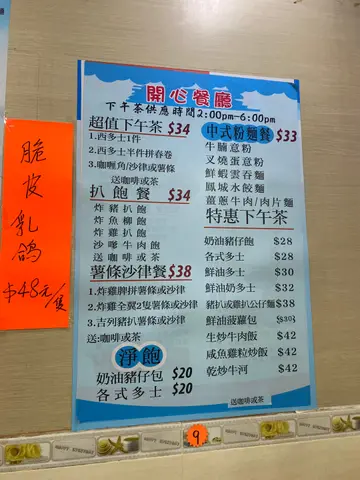 脆皮乳鴿
$48元/隻
開心餐廳
下午茶供應時間2:00pm-6:00pm
超值下午茶 $34
1.西多士1件
2.西多士半件拼春卷
3.咖喱角/沙律或薯條
送咖啡或茶
扒飽餐 $34
炸豬扒飽
炸魚柳飽
炸雞扒飽
沙嗲牛肉飽
送咖啡或茶
薯條沙律餐 $38
1.炸雞髀拼薯條或沙律
2.炸雞全翼2隻薯條或沙律
3.吉列豬扒薯條或沙律
送:咖啡或茶
淨飽
奶油豬仔包 $20
各式多士 $20
中式粉麵餐 $33
牛腩意粉
叉燒蛋意粉
鮮蝦雲吞麵
鳳城水餃麵
薑蔥牛肉/肉片麵
特惠下午茶
奶油豬仔飽 $28
各式多士 $28
鮮油多士 $30
鮮油奶多士 $32
豬扒或雞扒公仔麵 $38
鮮油菠蘿包 $30
生炒牛肉飯 $42
咸魚雞粒炒飯 $42
乾炒牛河 $42
送咖啡或茶
9